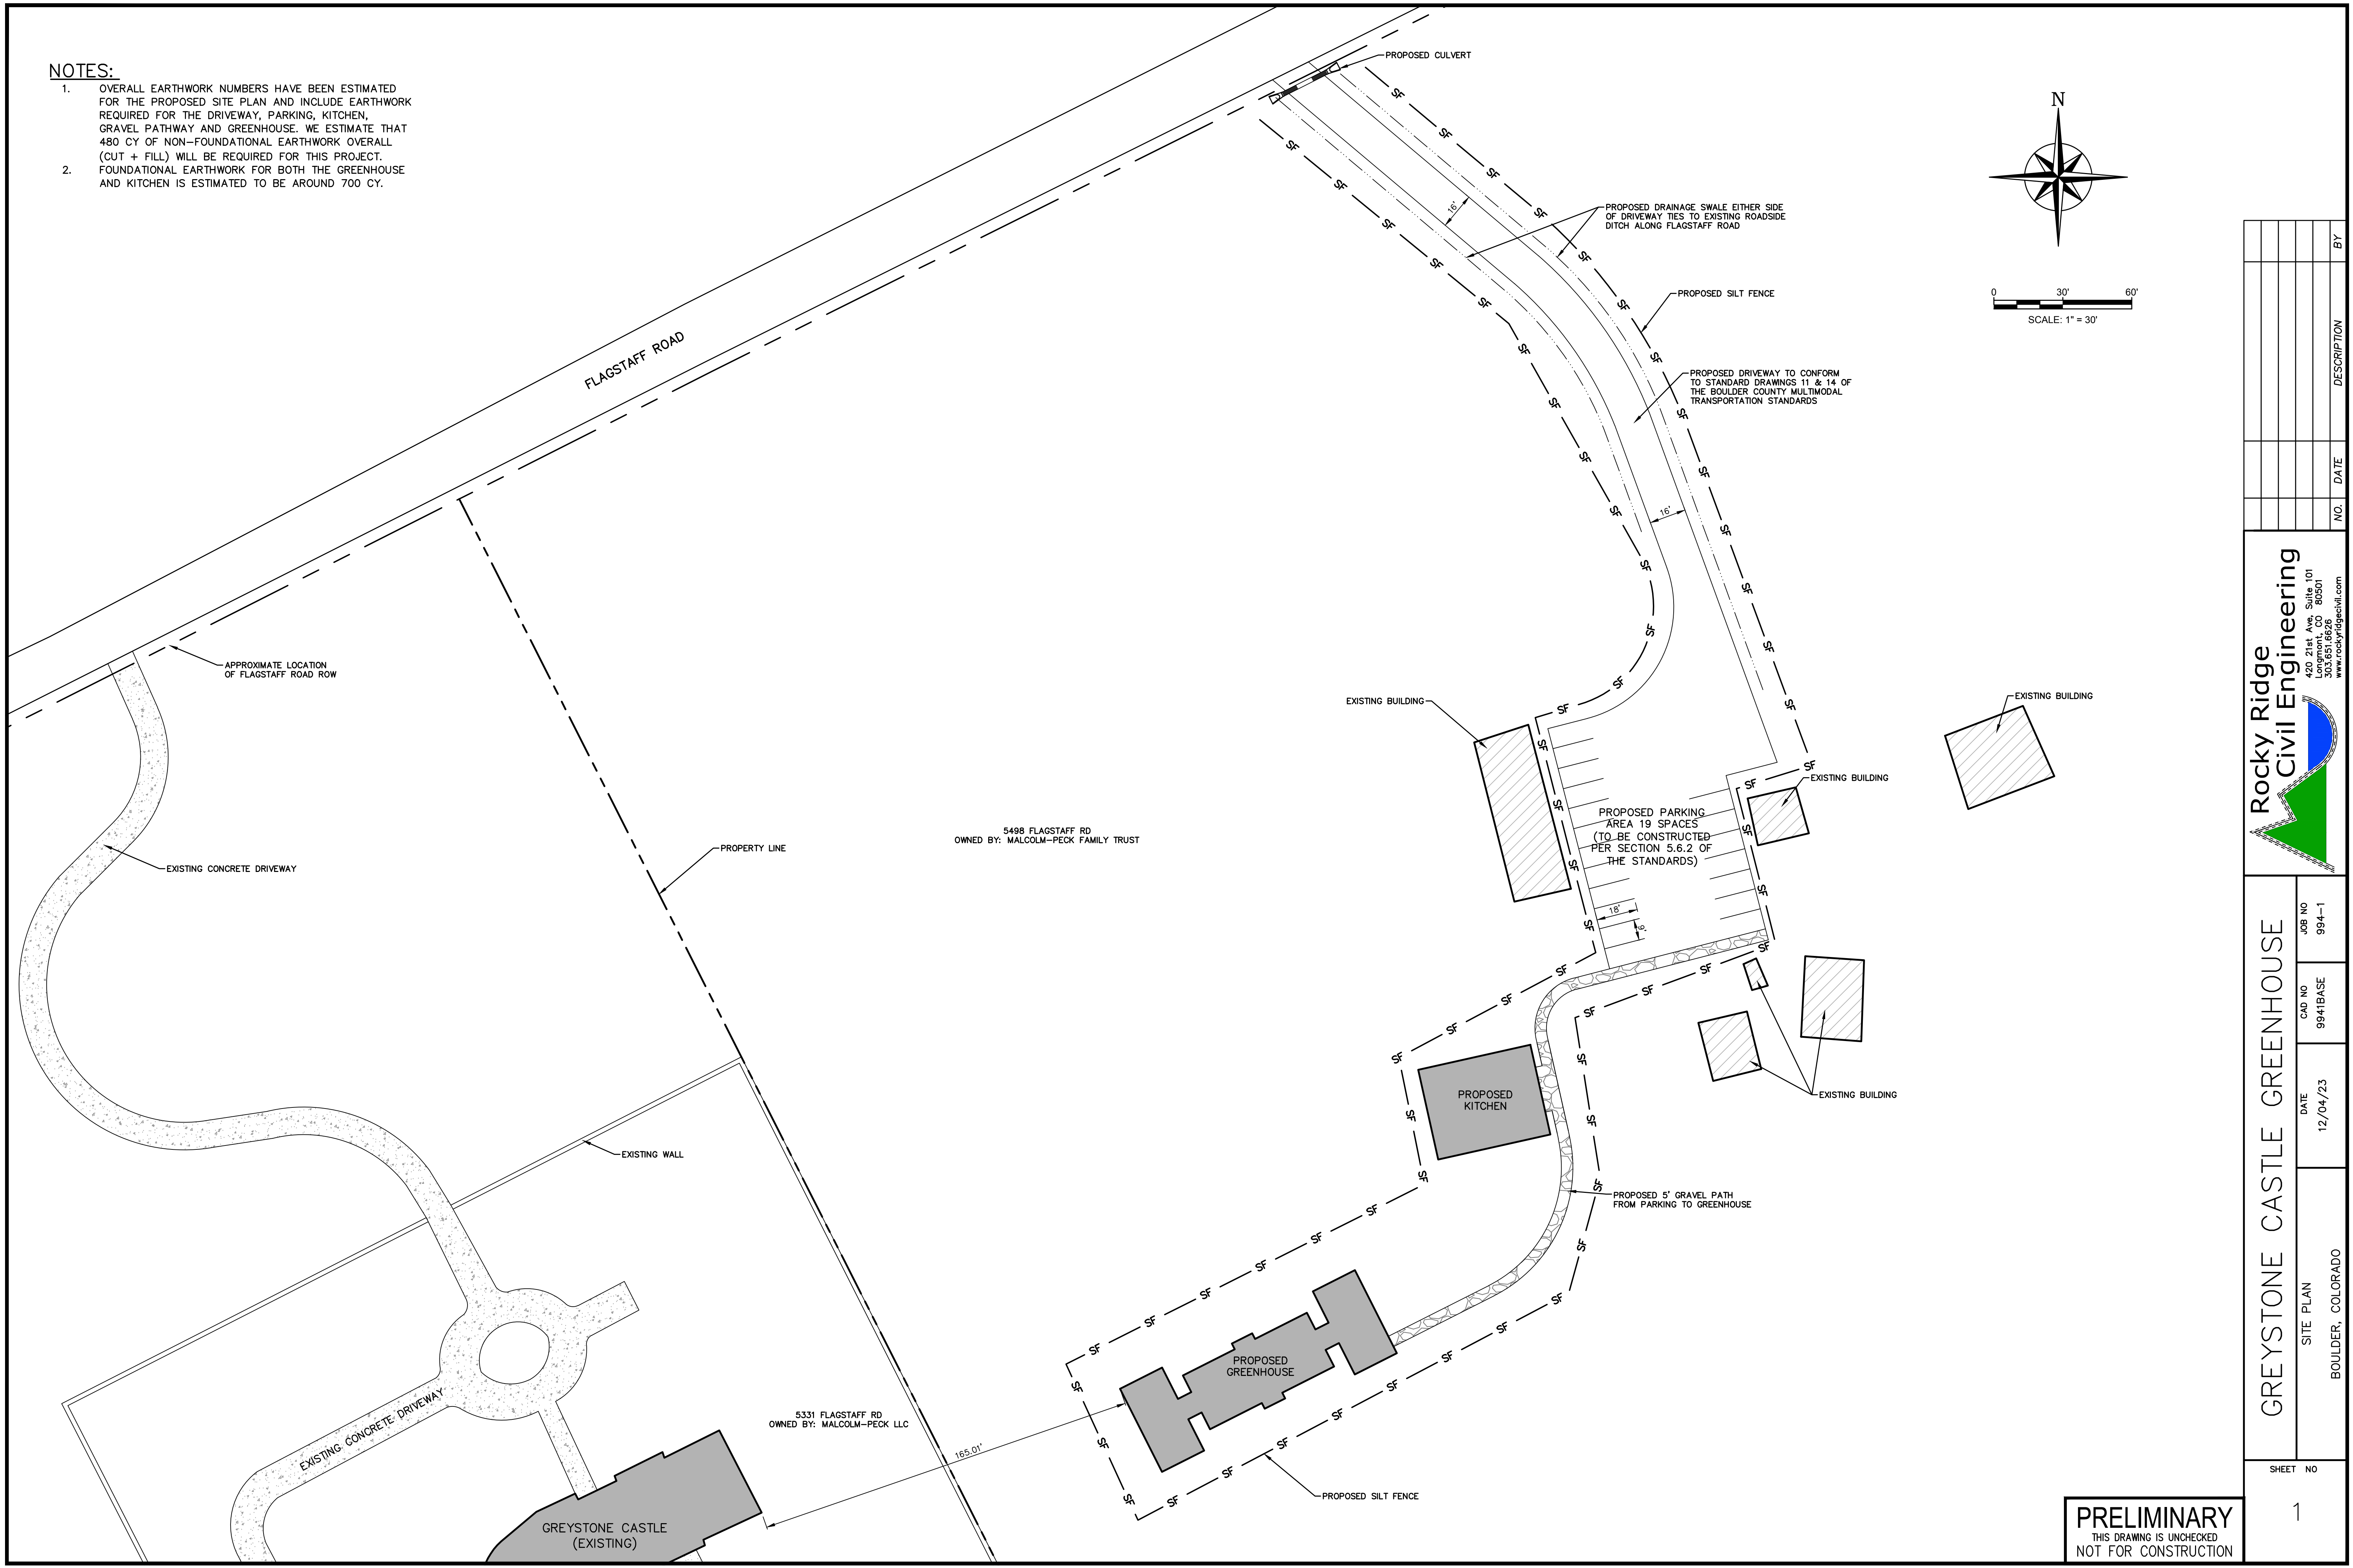 NOTES:
1. OVERALL EARTHWORK NUMBERS HAVE BEEN ESTIMATED
FOR THE PROPOSED SITE PLAN AND INCLUDE EARTHWORK
REQUIRED FOR THE DRIVEWAY, PARKING, KITCHEN,
GRAVEL PATHWAY AND GREENHOUSE. WE ESTIMATE THAT
480 CY OF NON-FOUNDATIONAL EARTHWORK OVERALL
(CUT + FILL) WILL BE REQUIRED FOR THIS PROJECT.
2. FOUNDATIONAL EARTHWORK FOR BOTH THE GREENHOUSE
AND KITCHEN IS ESTIMATED TO BE AROUND 700 CY.
PROPOSED CULVERT
N
0 30' 60'
SCALE: 1" = 30'
16'
PROPOSED DRAINAGE SWALE EITHER SIDE
OF DRIVEWAY TIES TO EXISTING ROADSIDE
DITCH ALONG FLAGSTAFF ROAD
PROPOSED SILT FENCE
FLAGSTAFF ROAD
PROPOSED DRIVEWAY TO CONFORM
TO STANDARD DRAWINGS 11 & 14 OF
THE BOULDER COUNTY MULTIMODAL
TRANSPORTATION STANDARDS
16'
SF
APPROXIMATE LOCATION
OF FLAGSTAFF ROAD ROW
EXISTING BUILDING
EXISTING BUILDING
EXISTING BUILDING
PROPOSED PARKING
AREA 19 SPACES
(TO BE CONSTRUCTED
PER SECTION 5.6.2 OF
THE STANDARDS)
5498 FLAGSTAFF RD
OWNED BY: MALCOLM-PECK FAMILY TRUST
PROPERTY LINE
EXISTING CONCRETE DRIVEWAY
18'
9'
PROPOSED
KITCHEN
EXISTING BUILDING
EXISTING WALL
PROPOSED 5' GRAVEL PATH
FROM PARKING TO GREENHOUSE
PROPOSED
GREENHOUSE
5331 FLAGSTAFF RD
OWNED BY: MALCOLM-PECK LLC
EXISTING CONCRETE DRIVEWAY
165.01'
PROPOSED SILT FENCE
GREYSTONE CASTLE
(EXISTING)
NO. DATE DESCRIPTION BY
Rocky Ridge
Civil Engineering
420 21st Ave, Suite 101
Longmont, CO 80501
303.651.6626
www.rockyridgecivil.com
GREYSTONE CASTLE GREENHOUSE
SITE PLAN
BOULDER, COLORADO
JOB NO
994-1
CAD NO
9941BASE
DATE
12/04/23
SHEET NO
1
PRELIMINARY
THIS DRAWING IS UNCHECKED
NOT FOR CONSTRUCTION